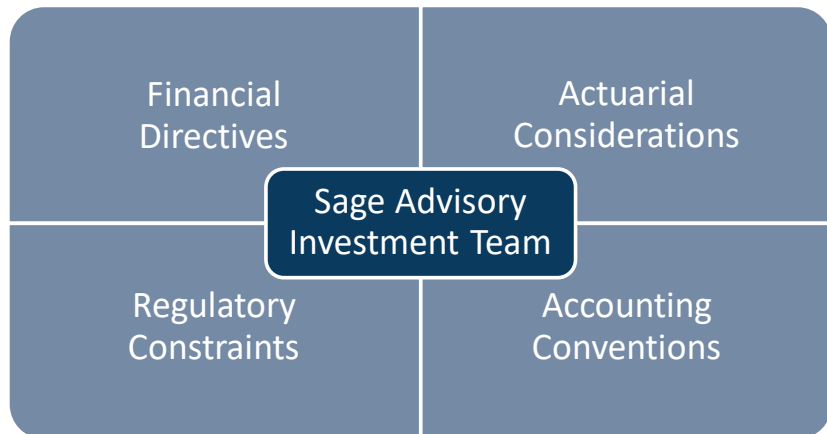 Financial
Directives
Actuarial
Considerations
Sage Advisory
Investment Team
Regulatory
Constraints
Accounting
Conventions